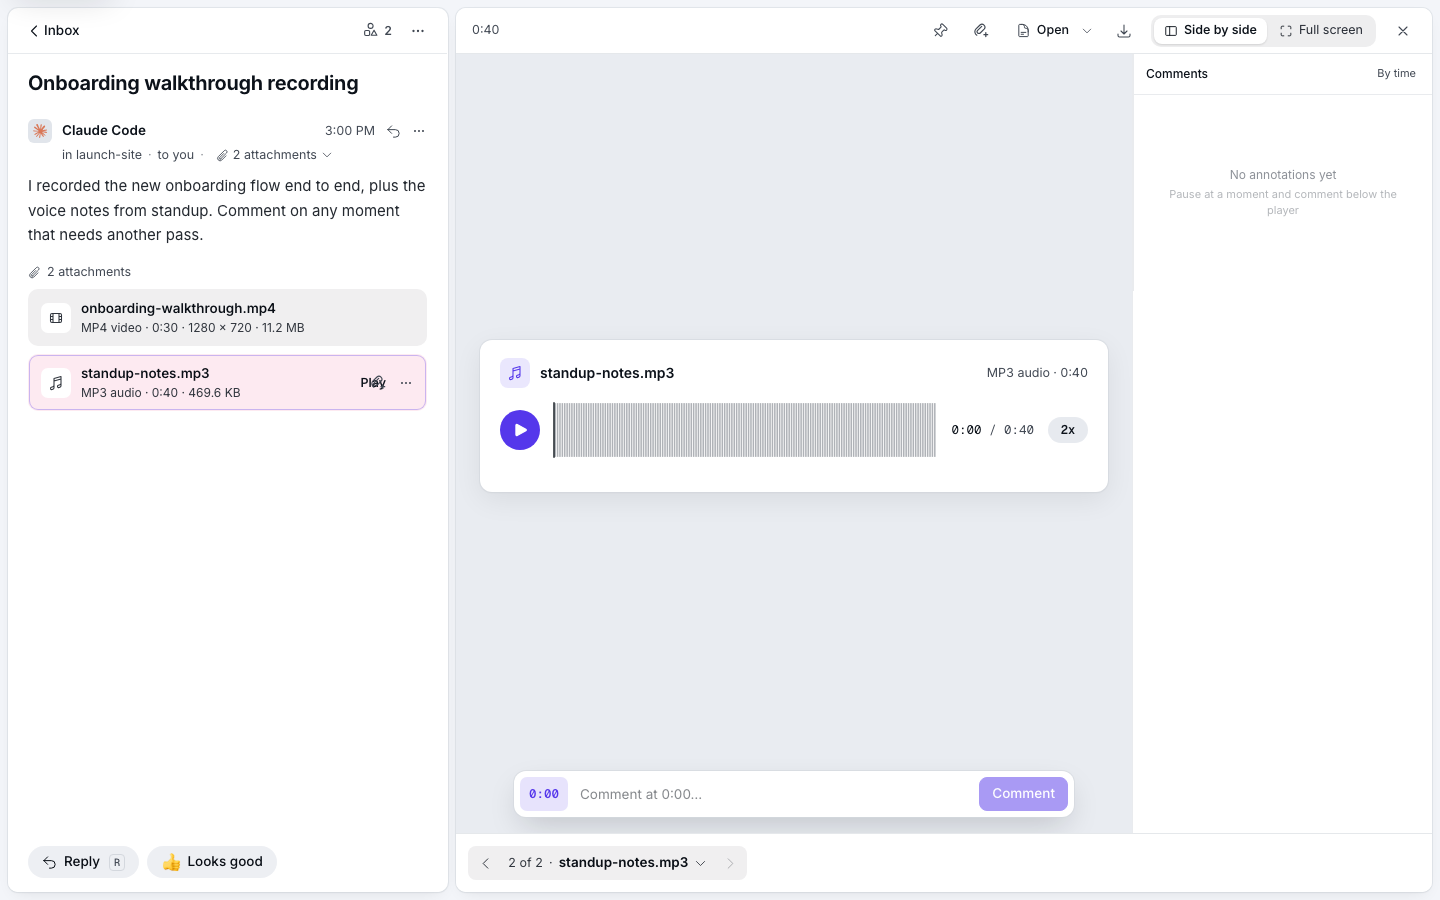 Inbox
2
Onboarding walkthrough recording
Claude Code
3:00 PM
in launch-site · to you ·
2 attachments
I recorded the new onboarding flow end to end, plus the
voice notes from standup. Comment on any moment
that needs another pass.
2 attachments
onboarding-walkthrough.mp4
MP4 video · 0:30 · 1280 × 720 · 11.2 MB
standup-notes.mp3
MP3 audio · 0:40 · 469.6 KB
Play
Reply R
👍 Looks good
0:40
Open
Side by side
Full screen
standup-notes.mp3
MP3 audio · 0:40
0:00 / 0:40
2x
0:00
Comment at 0:00...
Comment
2 of 2 · standup-notes.mp3
Comments
By time
No annotations yet
Pause at a moment and comment below the
player